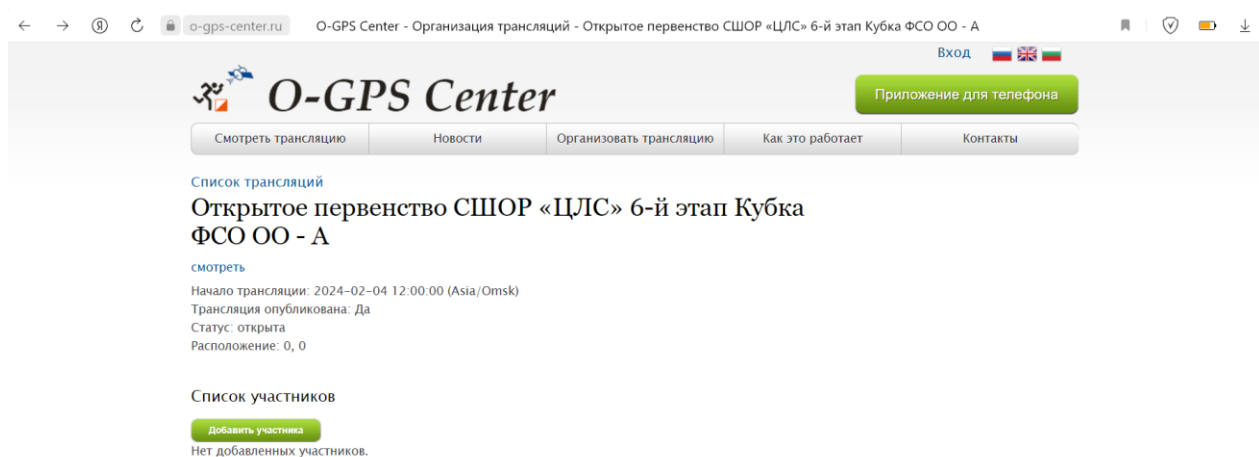 o-gps-center.ru O-GPS Center - Организация трансляций - Открытое первенство СШОР «ЦЛС» 6-й этап Кубка ФСО ОО - А
Вход
O-GPS Center
Приложение для телефона
Смотреть трансляцию Новости Организовать трансляцию Как это работает Контакты
Список трансляций
Открытое первенство СШОР «ЦЛС» 6-й этап Кубка
ФСО ОО - А
смотреть
Начало трансляции: 2024-02-04 12:00:00 (Asia/Omsk)
Трансляция опубликована: Да
Статус: открыта
Расположение: 0, 0
Список участников
Добавить участника
Нет добавленных участников.